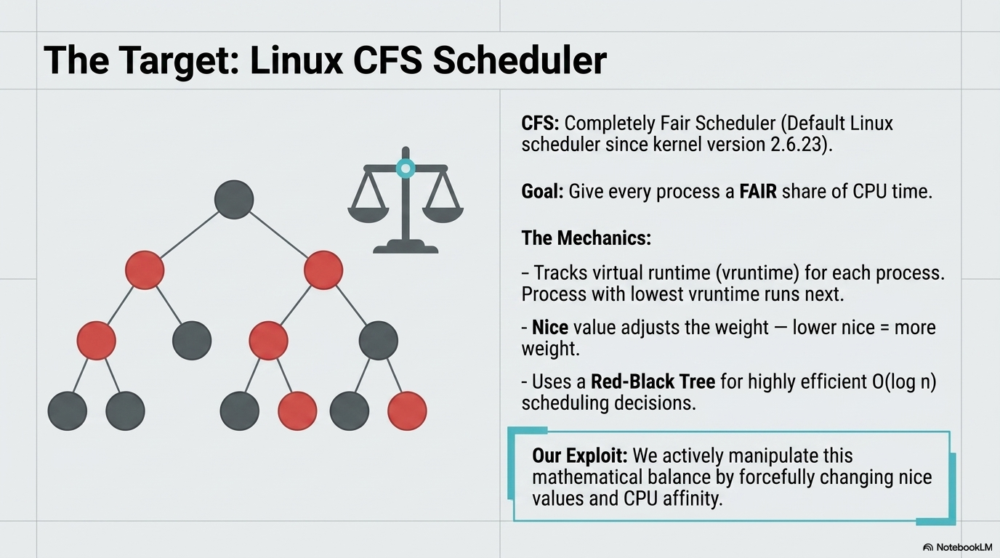 The Target: Linux CFS Scheduler
CFS: Completely Fair Scheduler (Default Linux
scheduler since kernel version 2.6.23).
Goal: Give every process a FAIR share of CPU time.
The Mechanics:
– Tracks virtual runtime (vruntime) for each process.
Process with lowest vruntime runs next.
- Nice value adjusts the weight — lower nice = more
weight.
- Uses a Red-Black Tree for highly efficient O(log n)
scheduling decisions.
Our Exploit: We actively manipulate this
mathematical balance by forcefully changing nice
values and CPU affinity.
NotebookLM